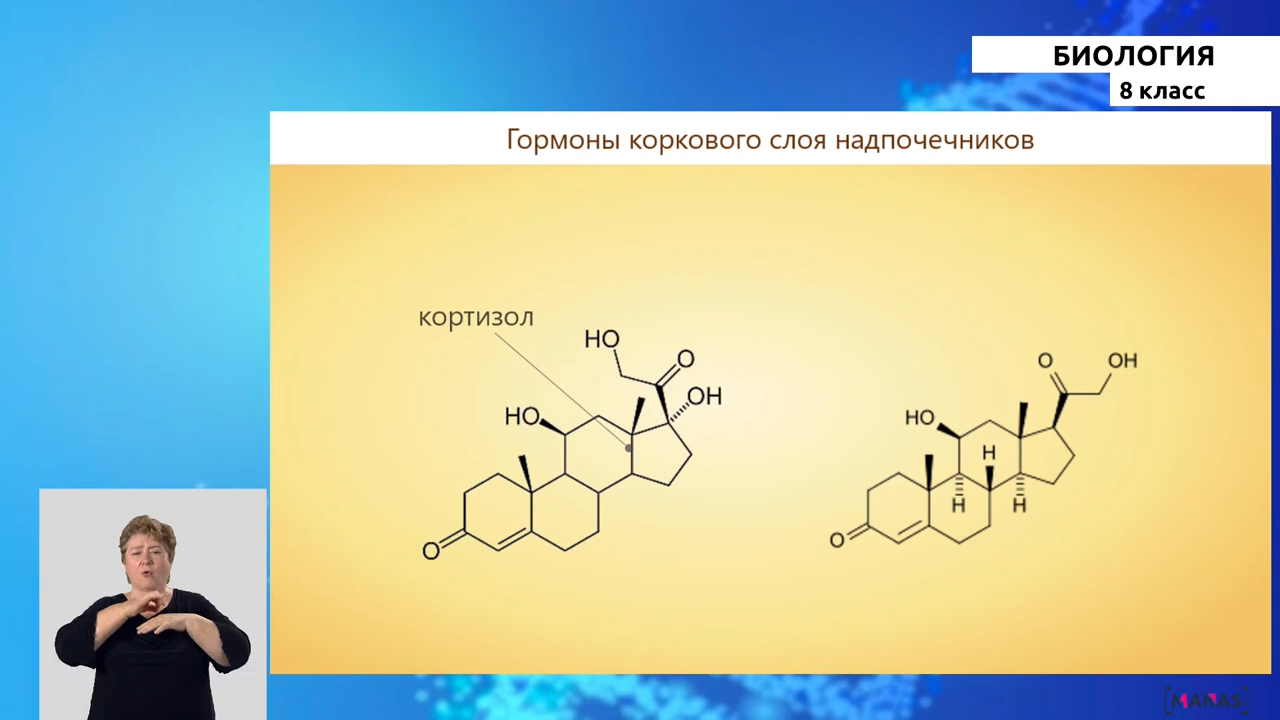 БИОЛОГИЯ
8 класс
Гормоны коркового слоя надпочечников
кортизол
HO
O
OH
HO
O
O
OH
HO
H
H
H
O
MANAS